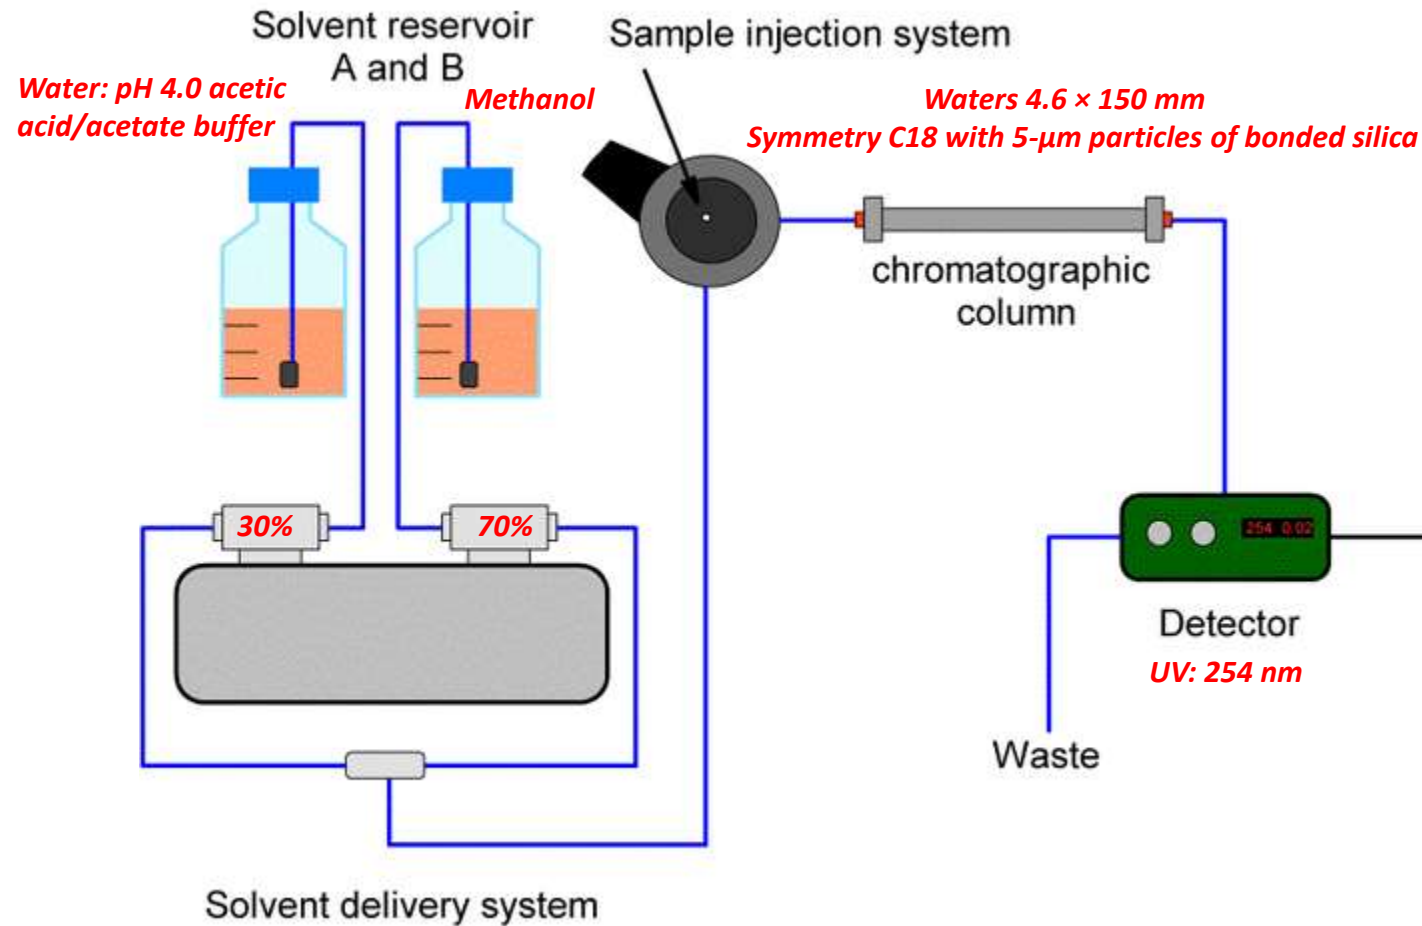 Solvent reservoir
A and B
Sample injection system
Water: pH 4.0 acetic
acid/acetate buffer
Methanol
Waters 4.6 × 150 mm
Symmetry C18 with 5-µm particles of bonded silica
chromatographic
column
30%
70%
254 0.02
Detector
UV: 254 nm
Waste
Solvent delivery system